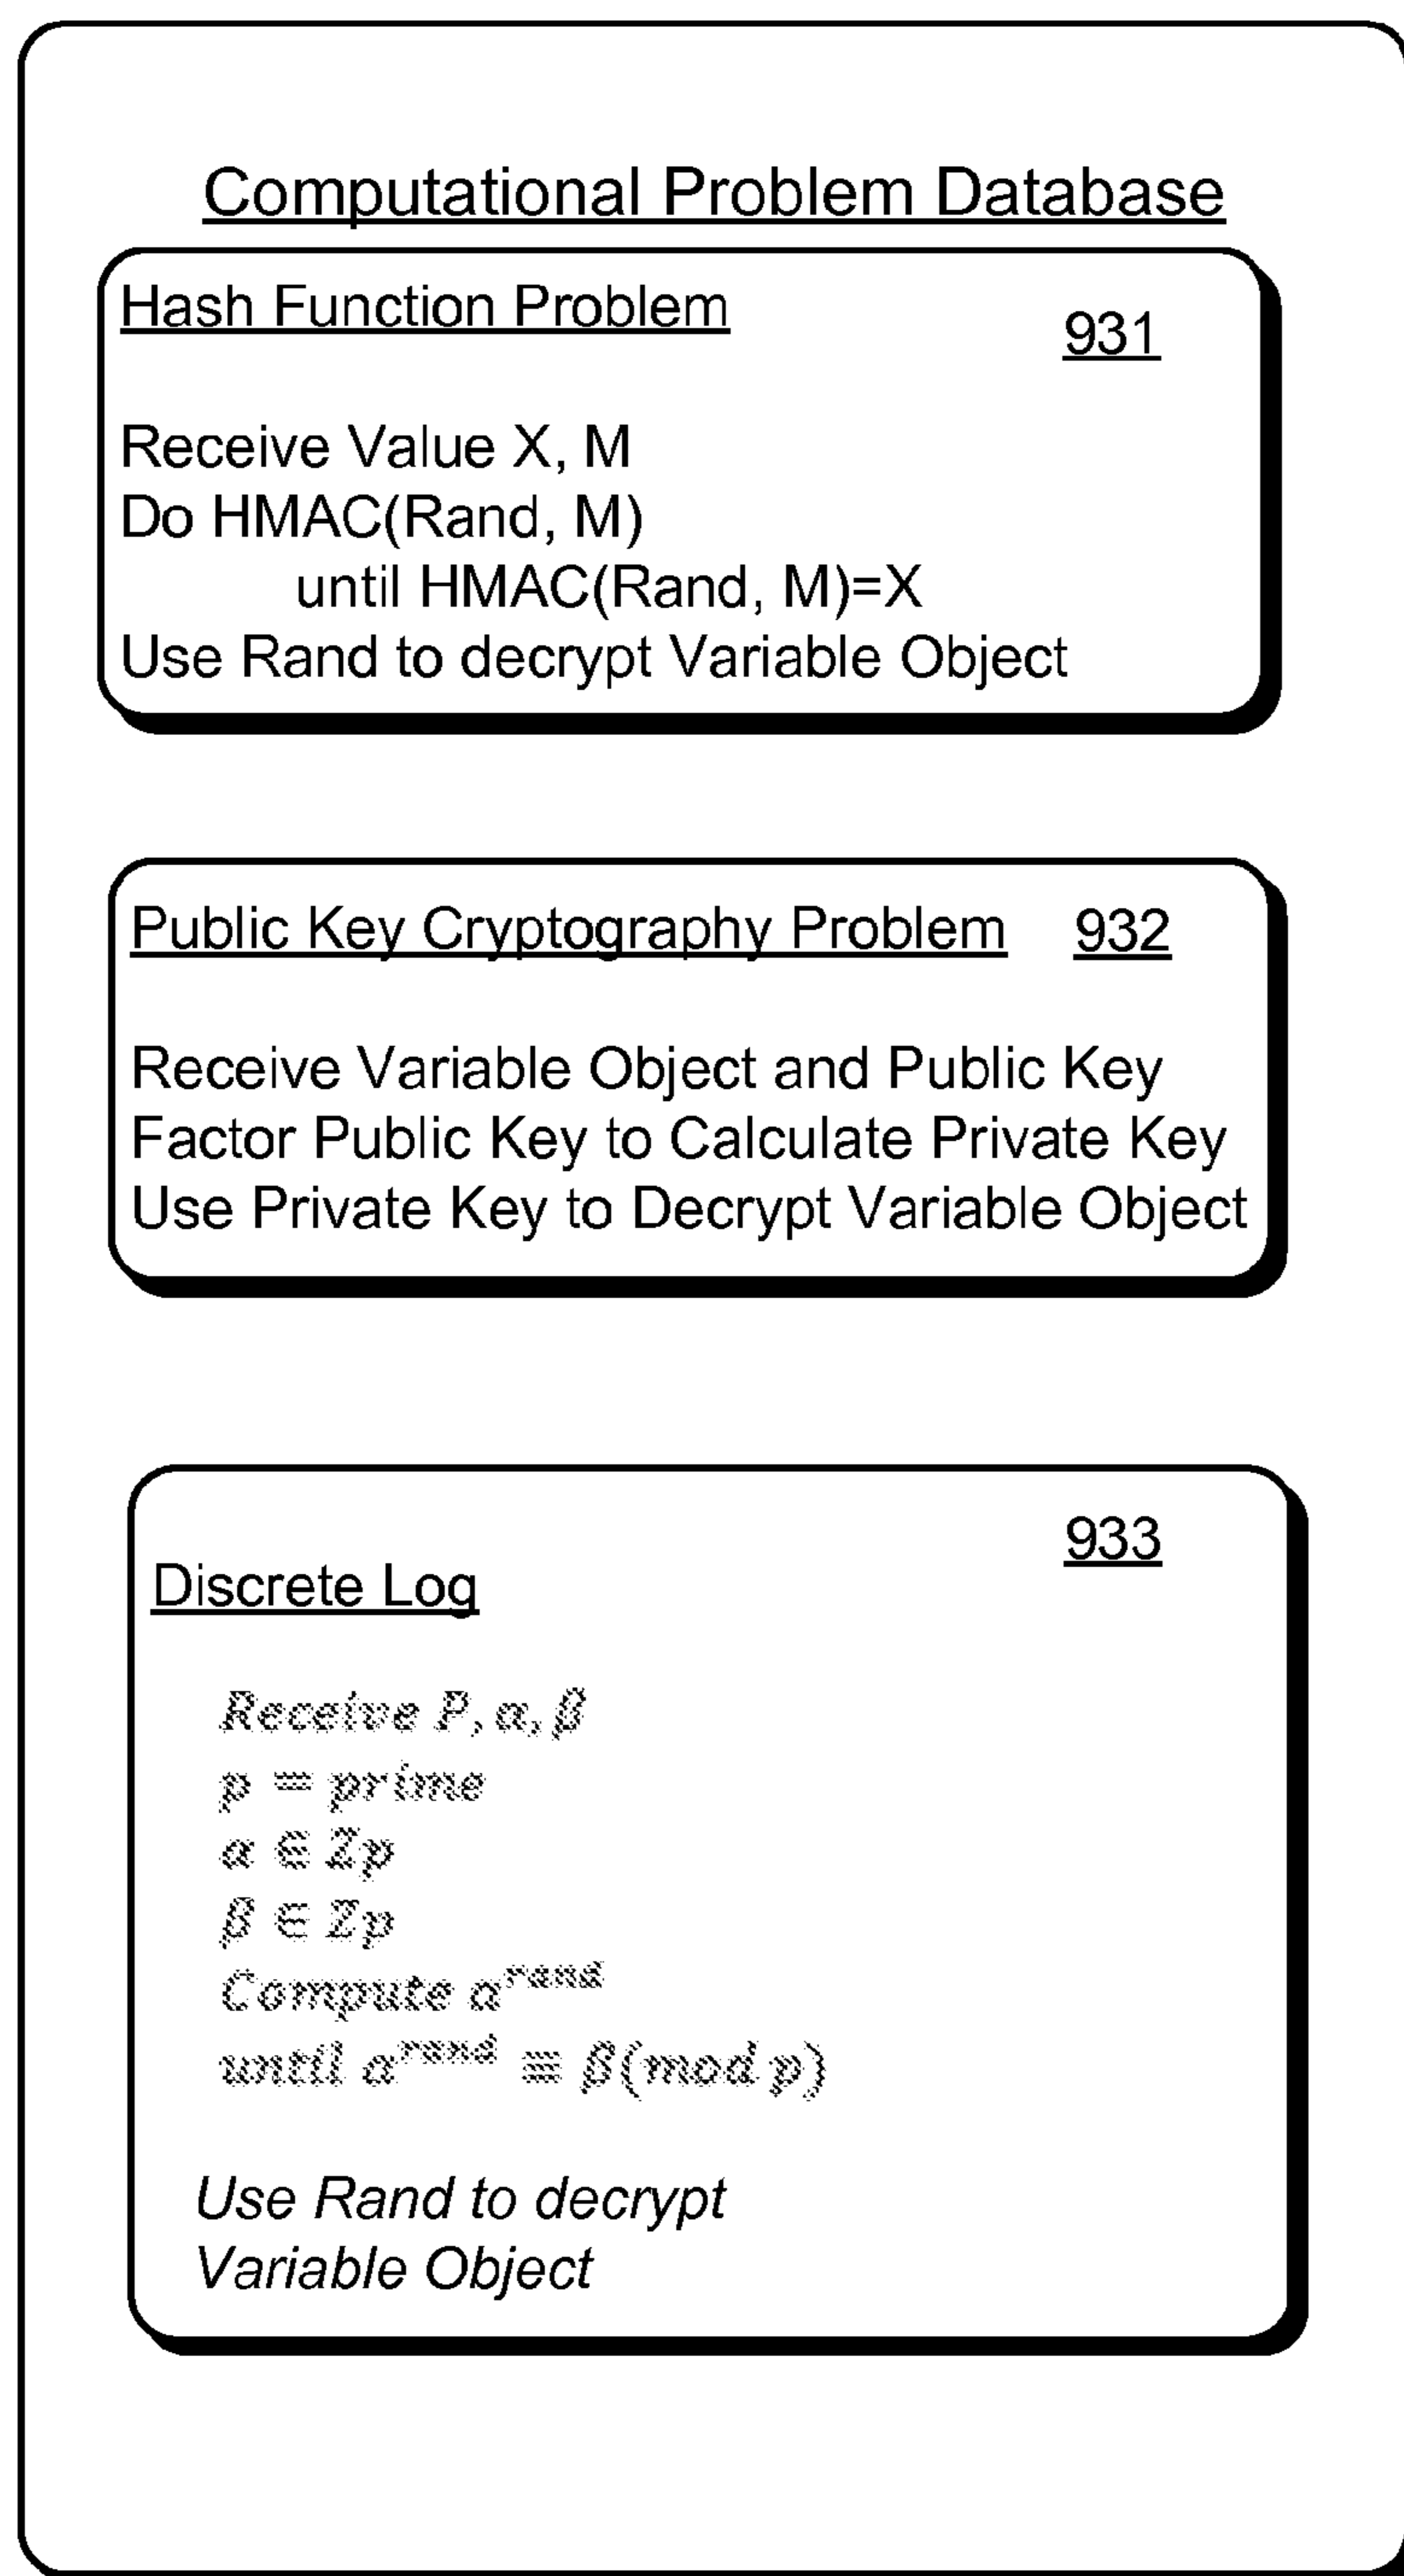 Computational Problem Database
Hash Function Problem 931
Receive Value X, M
Do HMAC(Rand, M)
until HMAC(Rand, M)=X
Use Rand to decrypt Variable Object
Public Key Cryptography Problem 932
Receive Variable Object and Public Key
Factor Public Key to Calculate Private Key
Use Private Key to Decrypt Variable Object
933
Discrete Log
Receive P, α, β
p = prime
α ∈ Zp
β ∈ Zp
Compute α^rand
until α^rand ≡ β(mod p)
Use Rand to decrypt
Variable Object